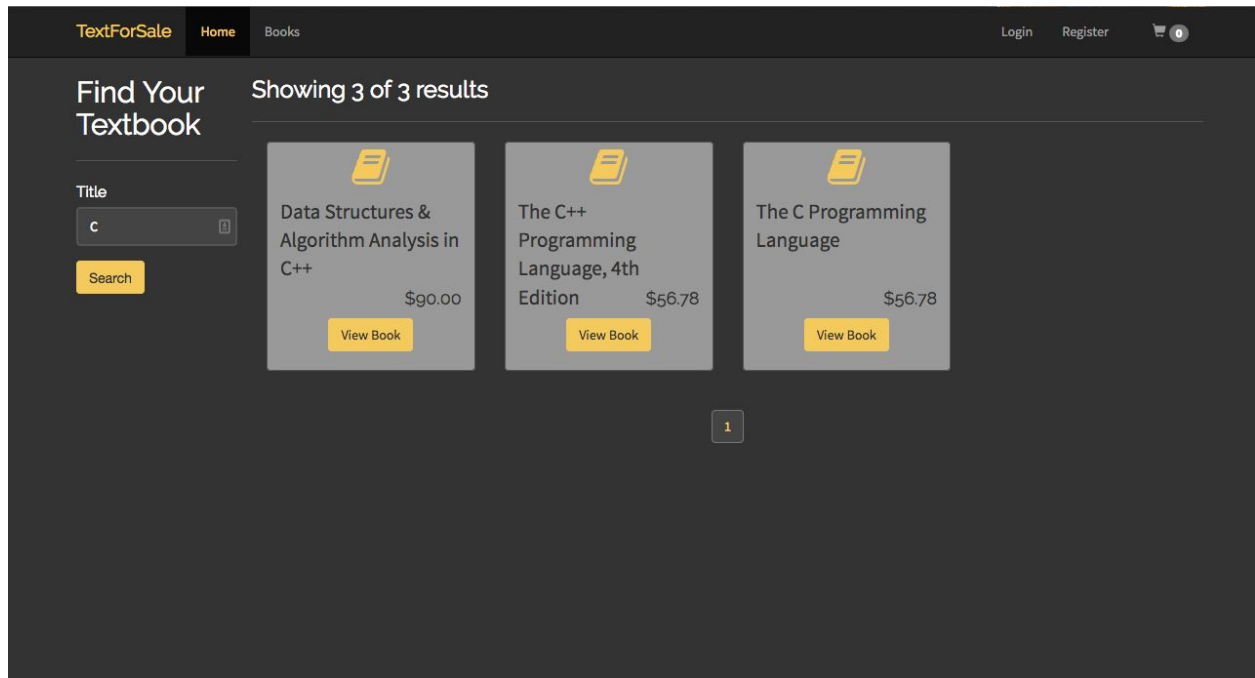 TextForSale Home Books Login Register 0
Find Your
Textbook
Title
C
Search
Showing 3 of 3 results
Data Structures &
Algorithm Analysis in
C++
$90.00
View Book
The C++
Programming
Language, 4th
Edition $56.78
View Book
The C Programming
Language
$56.78
View Book
1